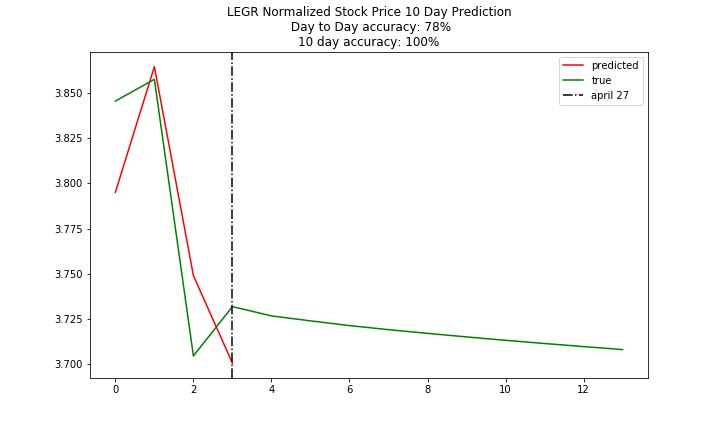 LEGR Normalized Stock Price 10 Day Prediction
Day to Day accuracy: 78%
10 day accuracy: 100%
predicted
true
april 27
3.850
3.825
3.800
3.775
3.750
3.725
3.700
0 2 4 6 8 10 12